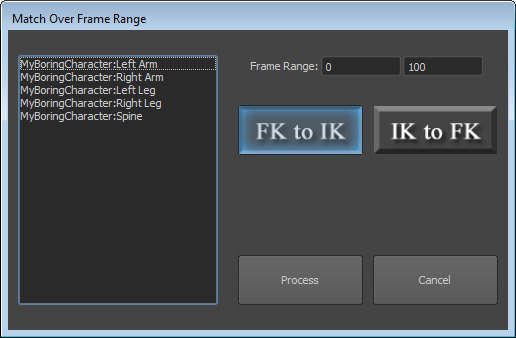 Match Over Frame Range
MyBoringCharacter:Left Arm
MyBoringCharacter:Right Arm
MyBoringCharacter:Left Leg
MyBoringCharacter:Right Leg
MyBoringCharacter:Spine
Frame Range: 0 100
FK to IK IK to FK
Process Cancel